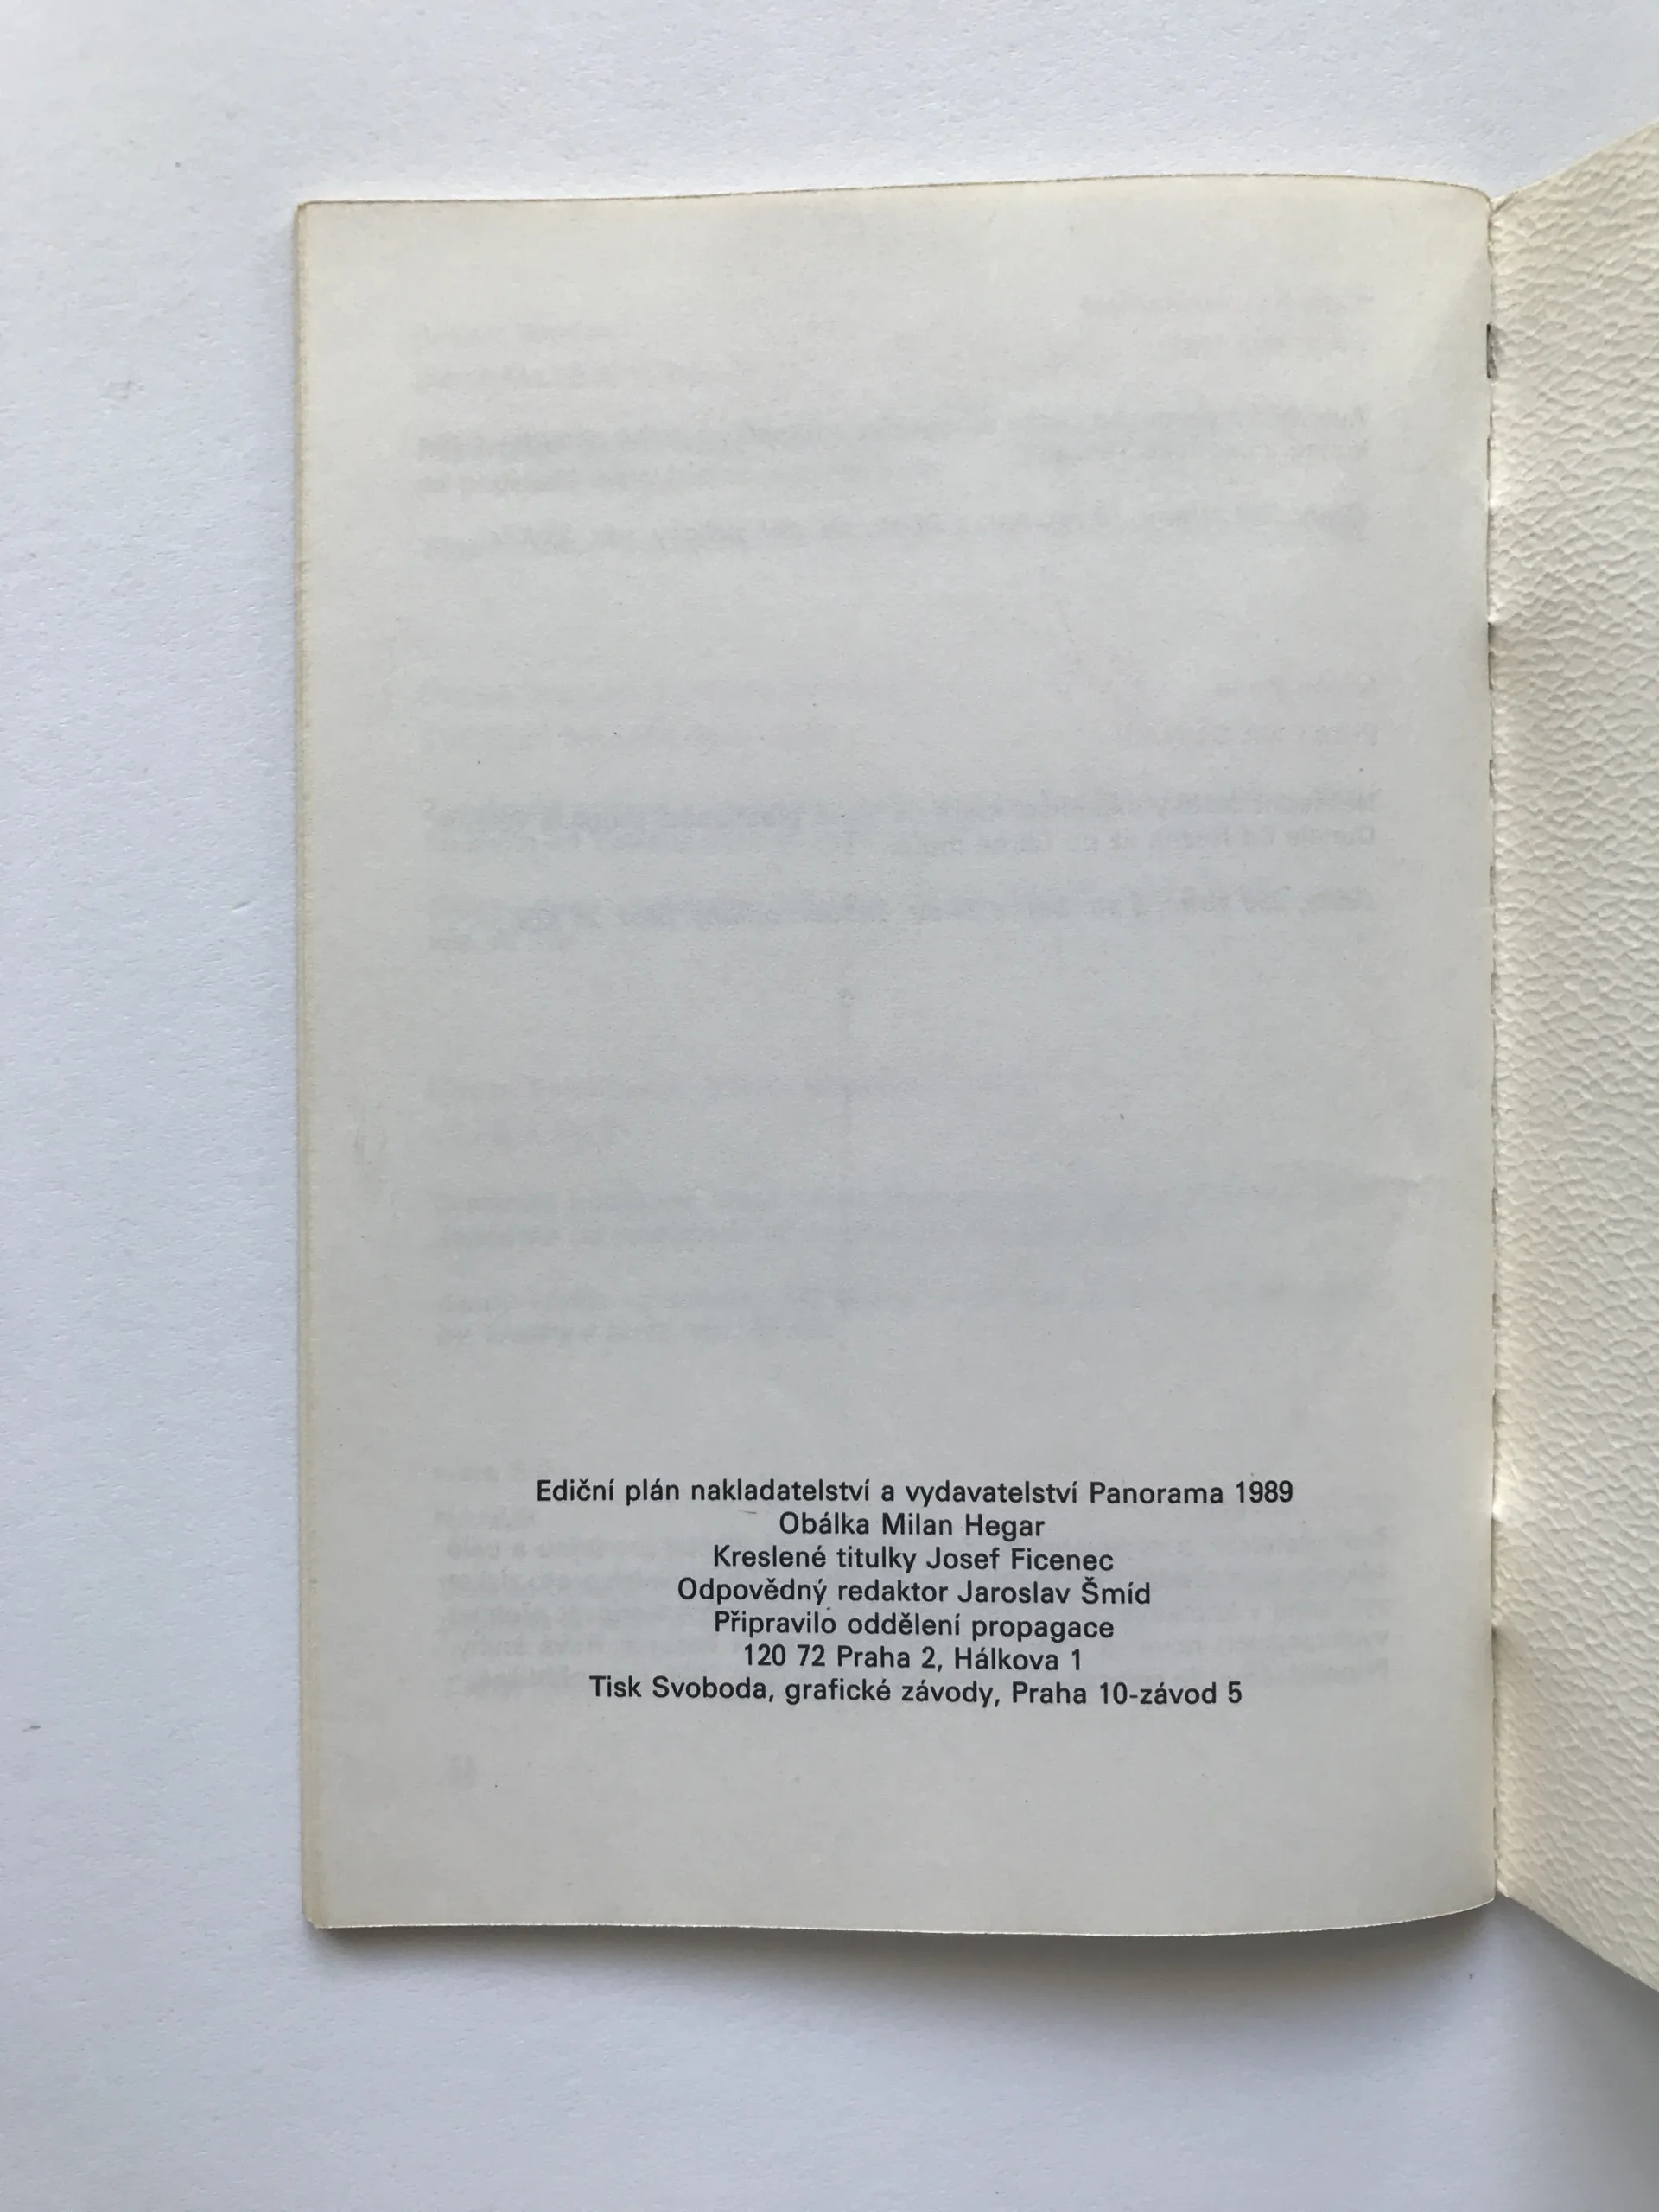 Ediční plán nakladatelství a vydavatelství Panorama 1989
Obálka Milan Hegar
Kreslené titulky Josef Ficenec
Odpovědný redaktor Jaroslav Šmíd
Připravilo oddělení propagace
120 72 Praha 2, Hálkova 1
Tisk Svoboda, grafické závody, Praha 10-závod 5